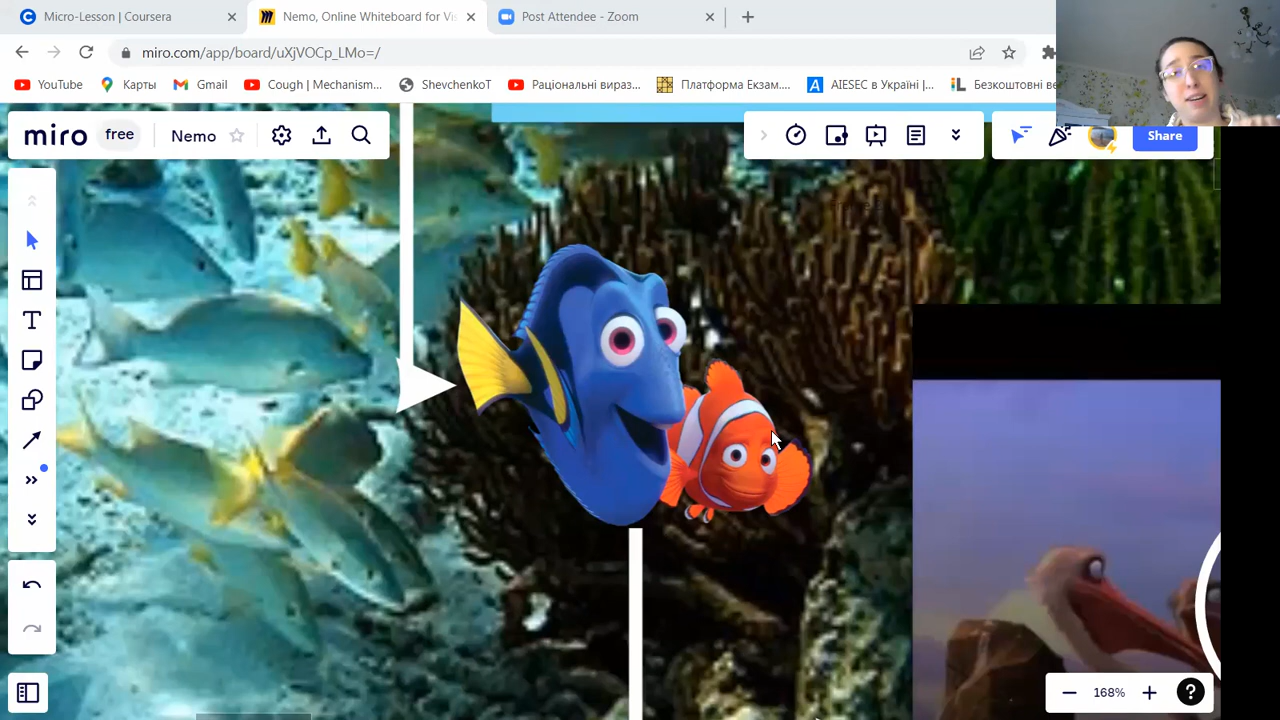 Micro-Lesson | Coursera
Nemo, Online Whiteboard for Vis
Post Attendee - Zoom
miro.com/app/board/uXjVOCp_LMo=/
YouTube
Карты
Gmail
Cough | Mechanism...
ShevchenkoT
Раціональні вираз...
Платформа Екзам....
AIESEC в Україні |...
Безкоштовні ве
miro
free
Nemo
Share
168%